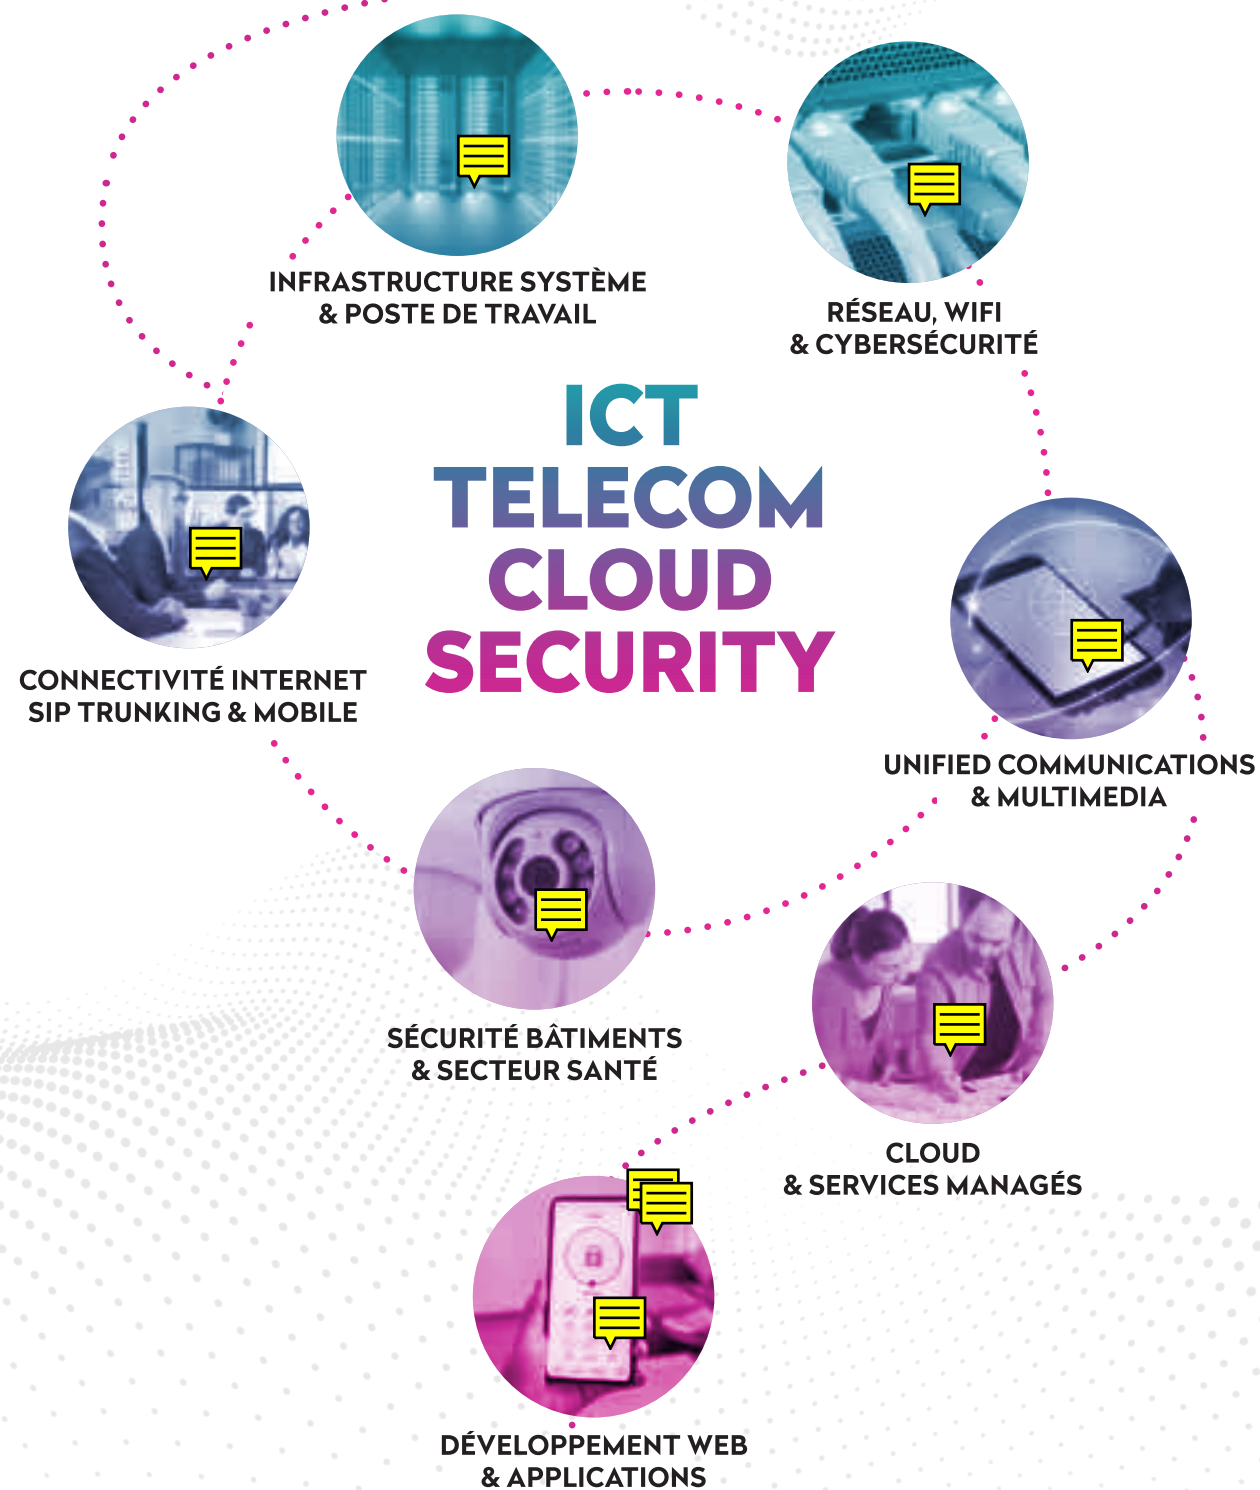 INFRASTRUCTURE SYSTÈME
& POSTE DE TRAVAIL
RÉSEAU, WIFI
& CYBERSÉCURITÉ
ICT
TELECOM
CLOUD
SECURITY
CONNECTIVITÉ INTERNET
SIP TRUNKING & MOBILE
UNIFIED COMMUNICATIONS
& MULTIMEDIA
SÉCURITÉ BÂTIMENTS
& SECTEUR SANTÉ
CLOUD
& SERVICES MANAGÉS
DÉVELOPPEMENT WEB
& APPLICATIONS